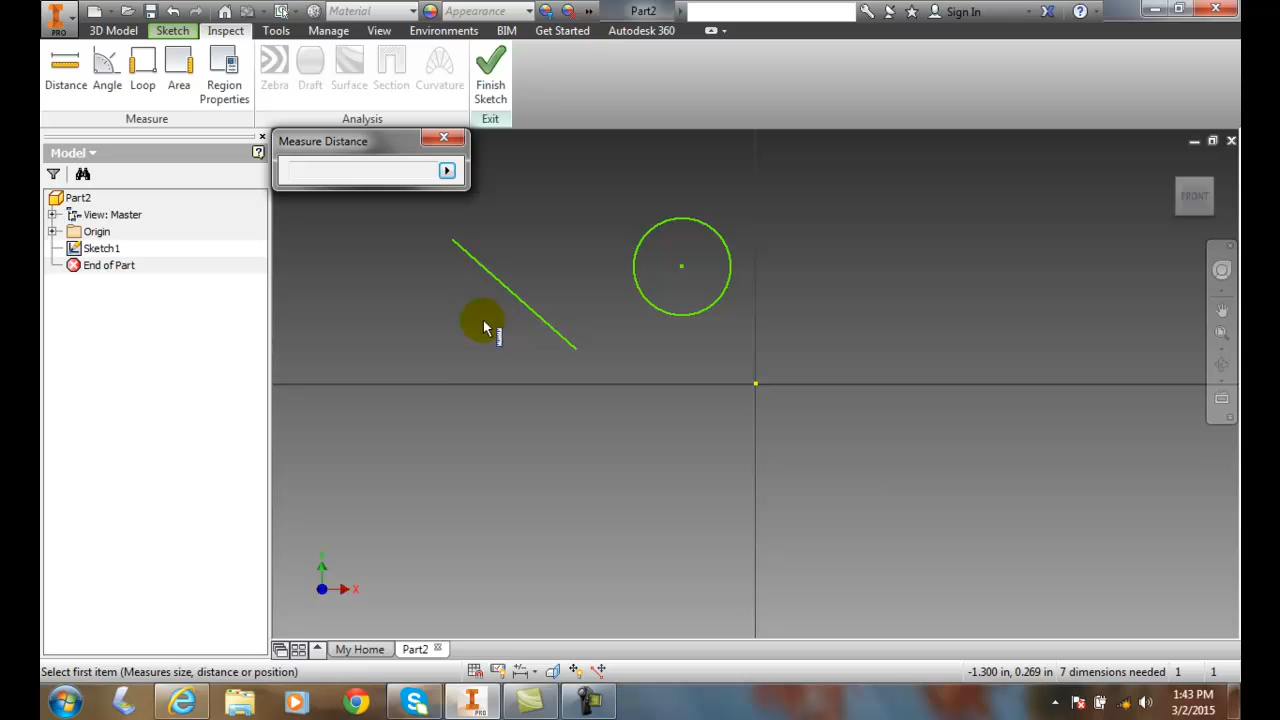 Material Appearance Part2 Sign In
PRO 3D Model Sketch Inspect Tools Manage View Environments BIM Get Started Autodesk 360
Distance Angle Loop Area Region Properties Zebra Draft Surface Section Curvature Finish Sketch
Measure Analysis Exit
Model
Measure Distance
Part2
View: Master
Origin
Sketch1
End of Part
FRONT
X
My Home Part2
Select first item (Measures size, distance or position) -1.300 in, 0.269 in 7 dimensions needed 1 1
PRO 1:43 PM
3/2/2015